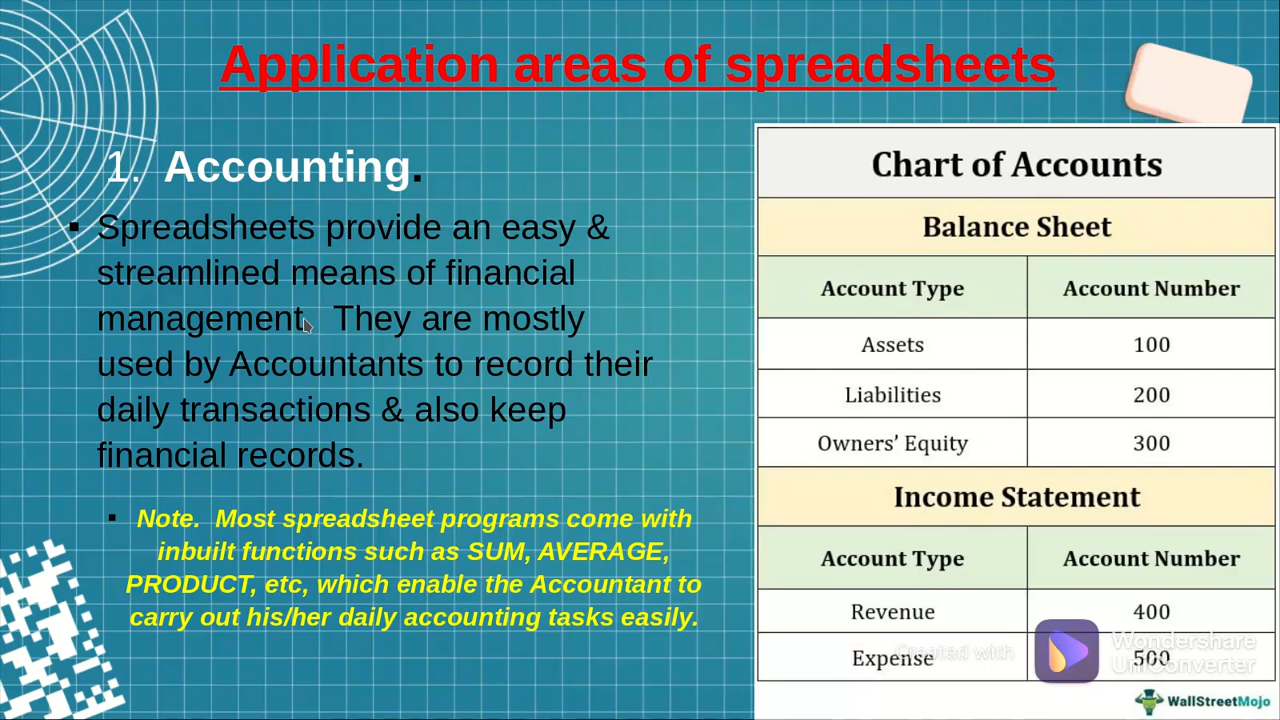 Application areas of spreadsheets
1. Accounting.
▪ Spreadsheets provide an easy &
streamlined means of financial
management. They are mostly
used by Accountants to record their
daily transactions & also keep
financial records.
▪ Note. Most spreadsheet programs come with
inbuilt functions such as SUM, AVERAGE,
PRODUCT, etc, which enable the Accountant to
carry out his/her daily accounting tasks easily.
Chart of Accounts
Balance Sheet
Account Type Account Number
Assets 100
Liabilities 200
Owners’ Equity 300
Income Statement
Account Type Account Number
Revenue 400
Expense 500
Created with Wondershare
UniConverter
WallStreetMojo